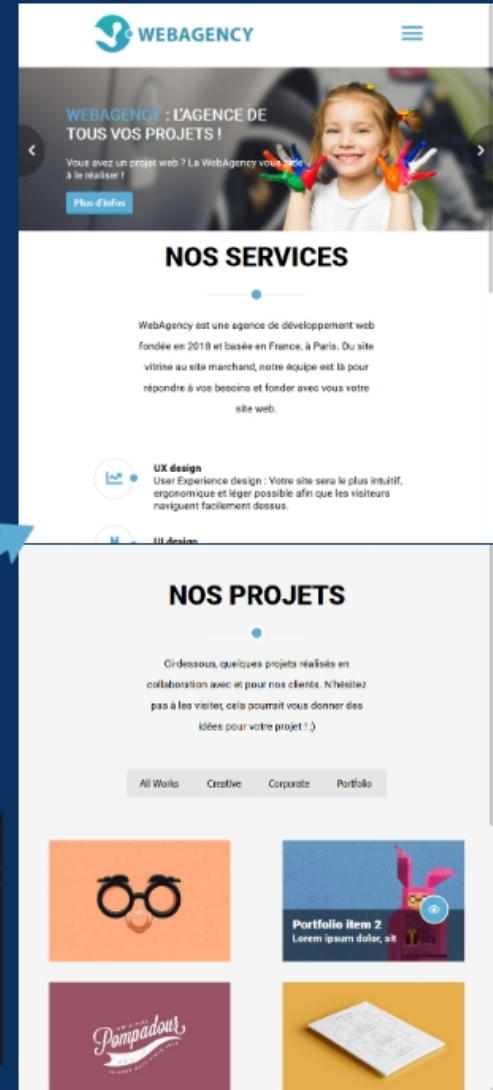 WEBAGENCY
WEBAGENCY : L'AGENCE DE
TOUS VOS PROJETS !
Vous avez un projet web ? La WebAgency vous aide
à le réaliser !
Plus d'infos
NOS SERVICES
WebAgency est une agence de développement web
fondée en 2018 et basée en France, à Paris. Du site
vitrine au site marchand, notre équipe est là pour
répondre à vos besoins et fonder avec vous votre
site web.
UX design
User Experience design : Votre site sera le plus intuitif,
ergonomique et léger possible afin que les visiteurs
naviguent facilement dessus.
UI design
NOS PROJETS
Ci-dessous, quelques projets réalisés en
collaboration avec et pour nos clients. N'hésitez
pas à les visiter, cela pourrait vous donner des
idées pour votre projet ! ;)
All Works Creative Corporate Portfolio
Portfolio item 2
Lorem ipsum dolor, sit
Pompadour